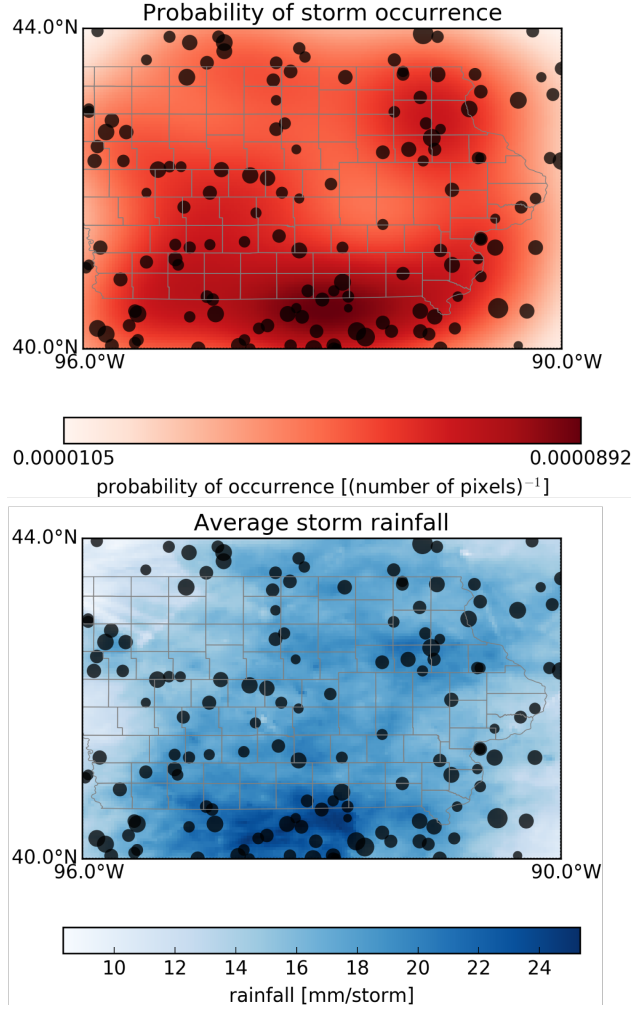 Probability of storm occurrence
44.0°N
40.0°N
96.0°W 90.0°W
0.0000105 0.0000892
probability of occurrence [(number of pixels)⁻¹]
Average storm rainfall
44.0°N
40.0°N
96.0°W 90.0°W
10 12 14 16 18 20 22 24
rainfall [mm/storm]